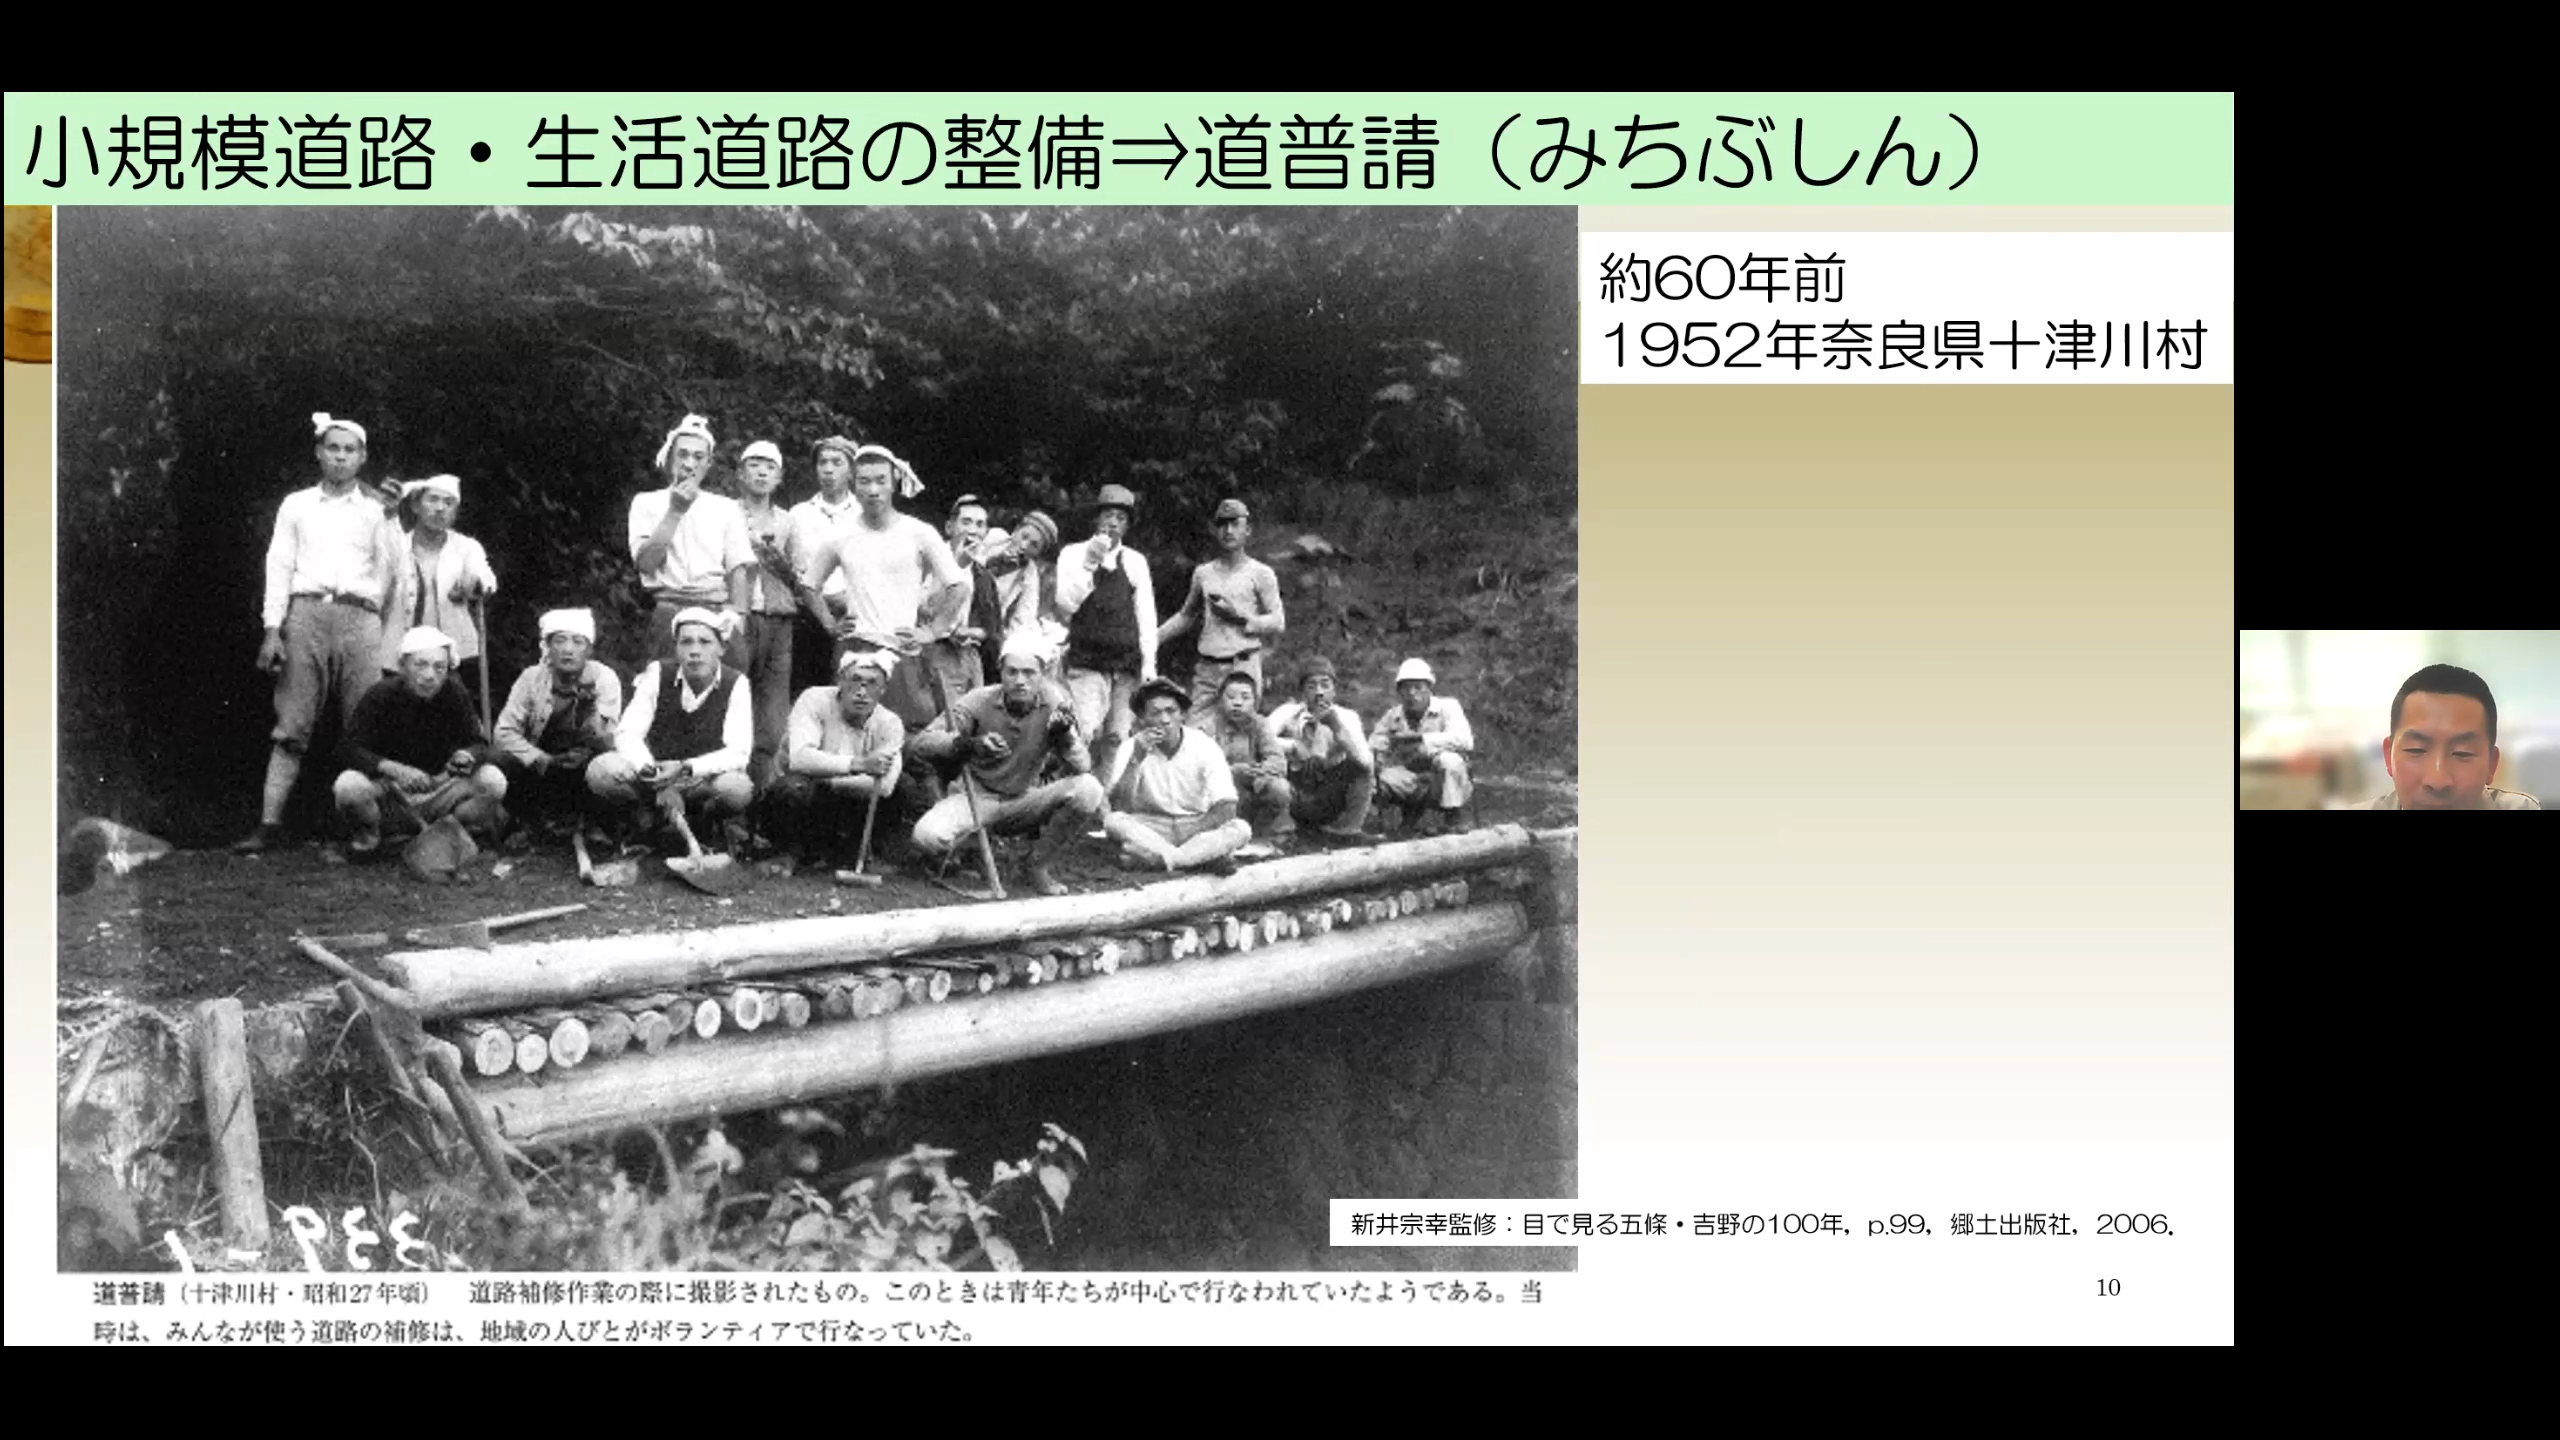 小規模道路・生活道路の整備⇒道普請（みちぶしん）
約60年前
1952年奈良県十津川村
新井宗幸監修：目で見る五條・吉野の100年，p.99，郷土出版社，2006．
10
道普請（十津川村・昭和27年頃）　道路補修作業の際に撮影されたもの。このときは青年たちが中心で行なわれていたようである。当
時は、みんなが使う道路の補修は、地域の人びとがボランティアで行なっていた。